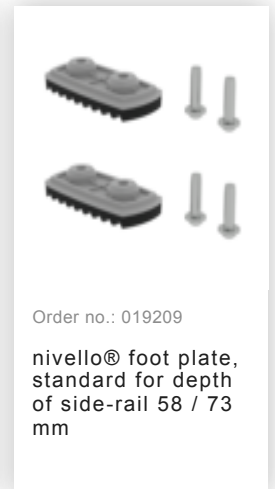 Order no.: 019209
nivello® foot plate,
standard for depth
of side-rail 58 / 73
mm